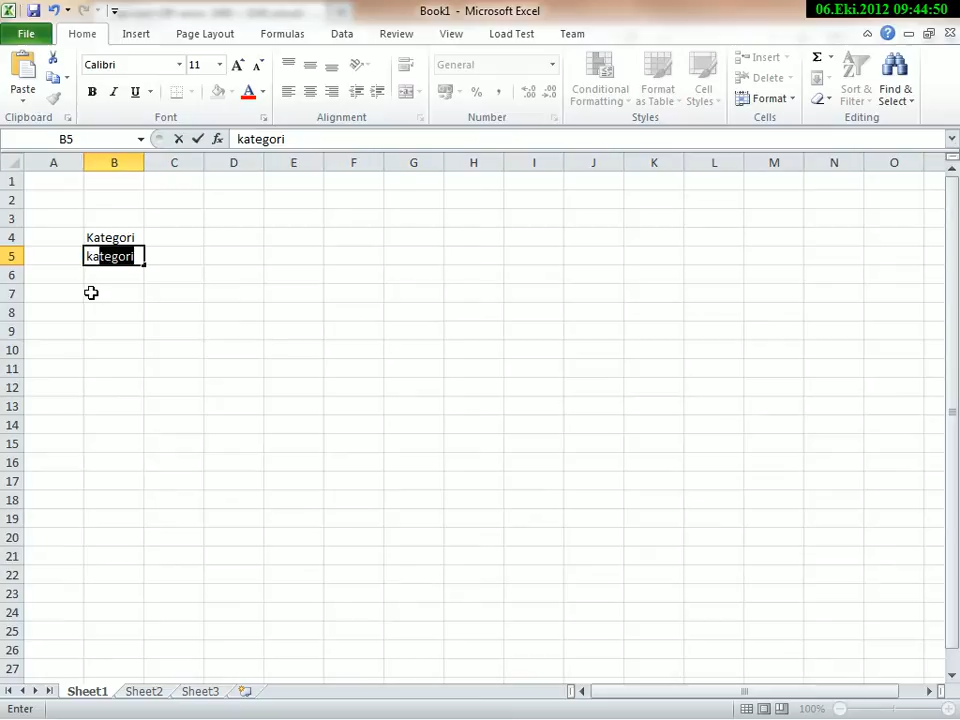 Book1 - Microsoft Excel
06.Eki.2012 09:44:50
File Home Insert Page Layout Formulas Data Review View Load Test Team
Calibri 11 General
Paste
B I U A
Conditional Formatting
Format as Table
Cell Styles
Insert
Delete
Format
Sort & Filter
Find & Select
Clipboard Font Alignment Number Styles Cells Editing
B5 fx kategori
A B C D E F G H I J K L M N O
1
2
3
4 Kategori
5 kategori
6
7
8
9
10
11
12
13
14
15
16
17
18
19
20
21
22
23
24
25
26
27
Sheet1 Sheet2 Sheet3
Enter 100%